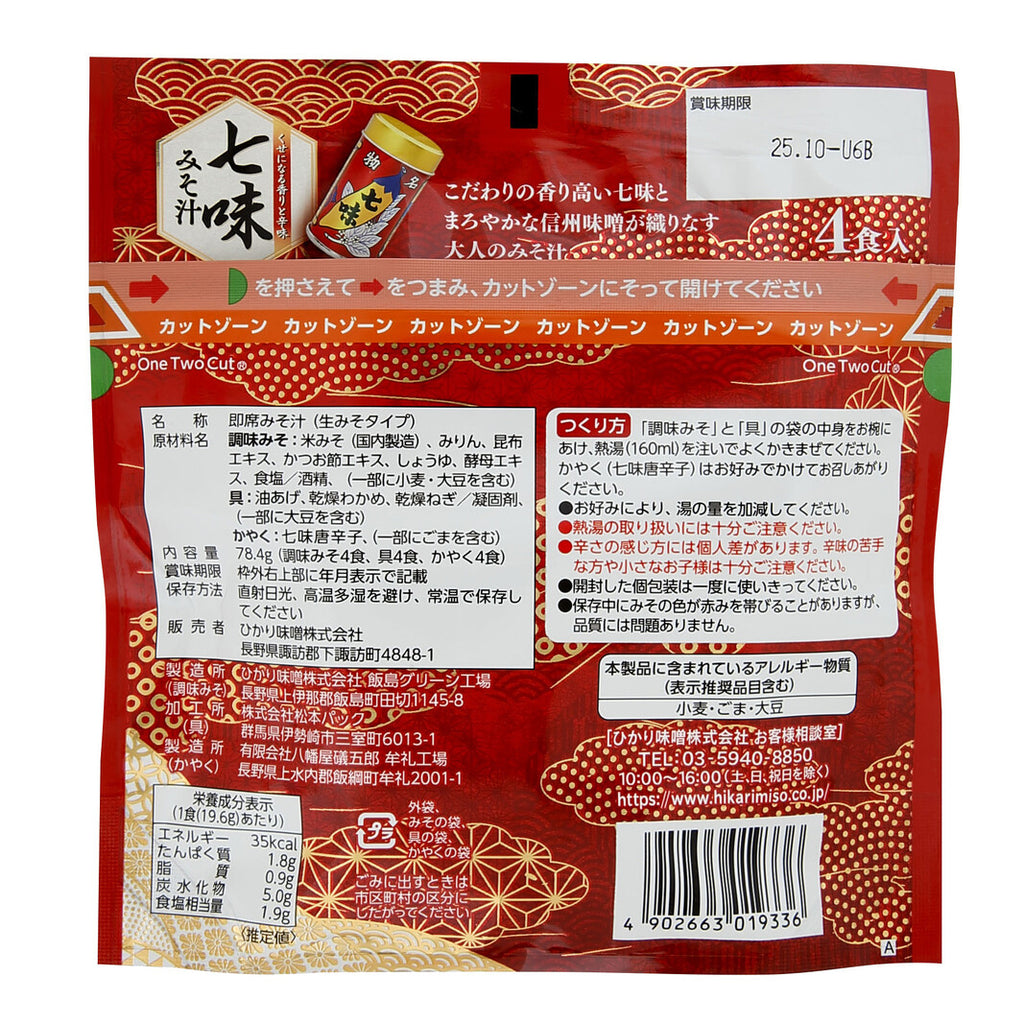 賞味期限
25.10-U6B
七味
みそ汁
くせになる香りと辛味
名物
七味
こだわりの香り高い七味と
まろやかな信州味噌が織りなす
大人のみそ汁
4食入
を押さえて➡をつまみ、カットゾーンにそって開けてください
カットゾーン カットゾーン カットゾーン カットゾーン カットゾーン カットゾーン
One Two Cut®
One Two Cut®
名称 即席みそ汁(生みそタイプ)
原材料名 調味みそ:米みそ(国内製造)、みりん、昆布
エキス、かつお節エキス、しょうゆ、酵母エキ
ス、食塩/酒精、(一部に小麦・大豆を含む)
具:油あげ、乾燥わかめ、乾燥ねぎ/凝固剤、
(一部に大豆を含む)
かやく:七味唐辛子、(一部にごまを含む)
内容量 78.4g(調味みそ4食、具4食、かやく4食)
賞味期限 枠外右上部に年月表示で記載
保存方法 直射日光、高温多湿を避け、常温で保存し
てください
販売者 ひかり味噌株式会社
長野県諏訪郡下諏訪町4848-1
製造所 ひかり味噌株式会社 飯島グリーン工場
(調味みそ) 長野県上伊那郡飯島町田切1145-8
加工所 株式会社松本パック
(具) 群馬県伊勢崎市三室町6013-1
製造所 有限会社八幡屋礒五郎 牟礼工場
(かやく) 長野県上水内郡飯綱町牟礼2001-1
つくり方 「調味みそ」と「具」の袋の中身をお椀に
あけ、熱湯(160ml)を注いでよくかきまぜてください。
かやく(七味唐辛子)はお好みでかけてお召しあがり
ください。
●お好みにより、湯の量を加減してください。
●熱湯の取り扱いには十分ご注意ください。
●辛さの感じ方には個人差があります。辛味の苦手
な方や小さなお子様は十分ご注意ください。
●開封した個包装は一度に使いきってください。
●保存中にみその色が赤みを帯びることがありますが、
品質には問題ありません。
本製品に含まれているアレルギー物質
(表示推奨品目含む)
小麦・ごま・大豆
[ひかり味噌株式会社 お客様相談室]
TEL:03-5940-8850
10:00~16:00(土、日、祝日を除く)
https://www.hikarimiso.co.jp/
栄養成分表示
(1食(19.6g)あたり)
エネルギー 35kcal
たんぱく質 1.8g
脂質 0.9g
炭水化物 5.0g
食塩相当量 1.9g
〈推定値〉
プラ
外袋、
みその袋、
具の袋、
かやくの袋
ごみに出すときは
市区町村の区分に
したがってください。
4 902663 019336
A